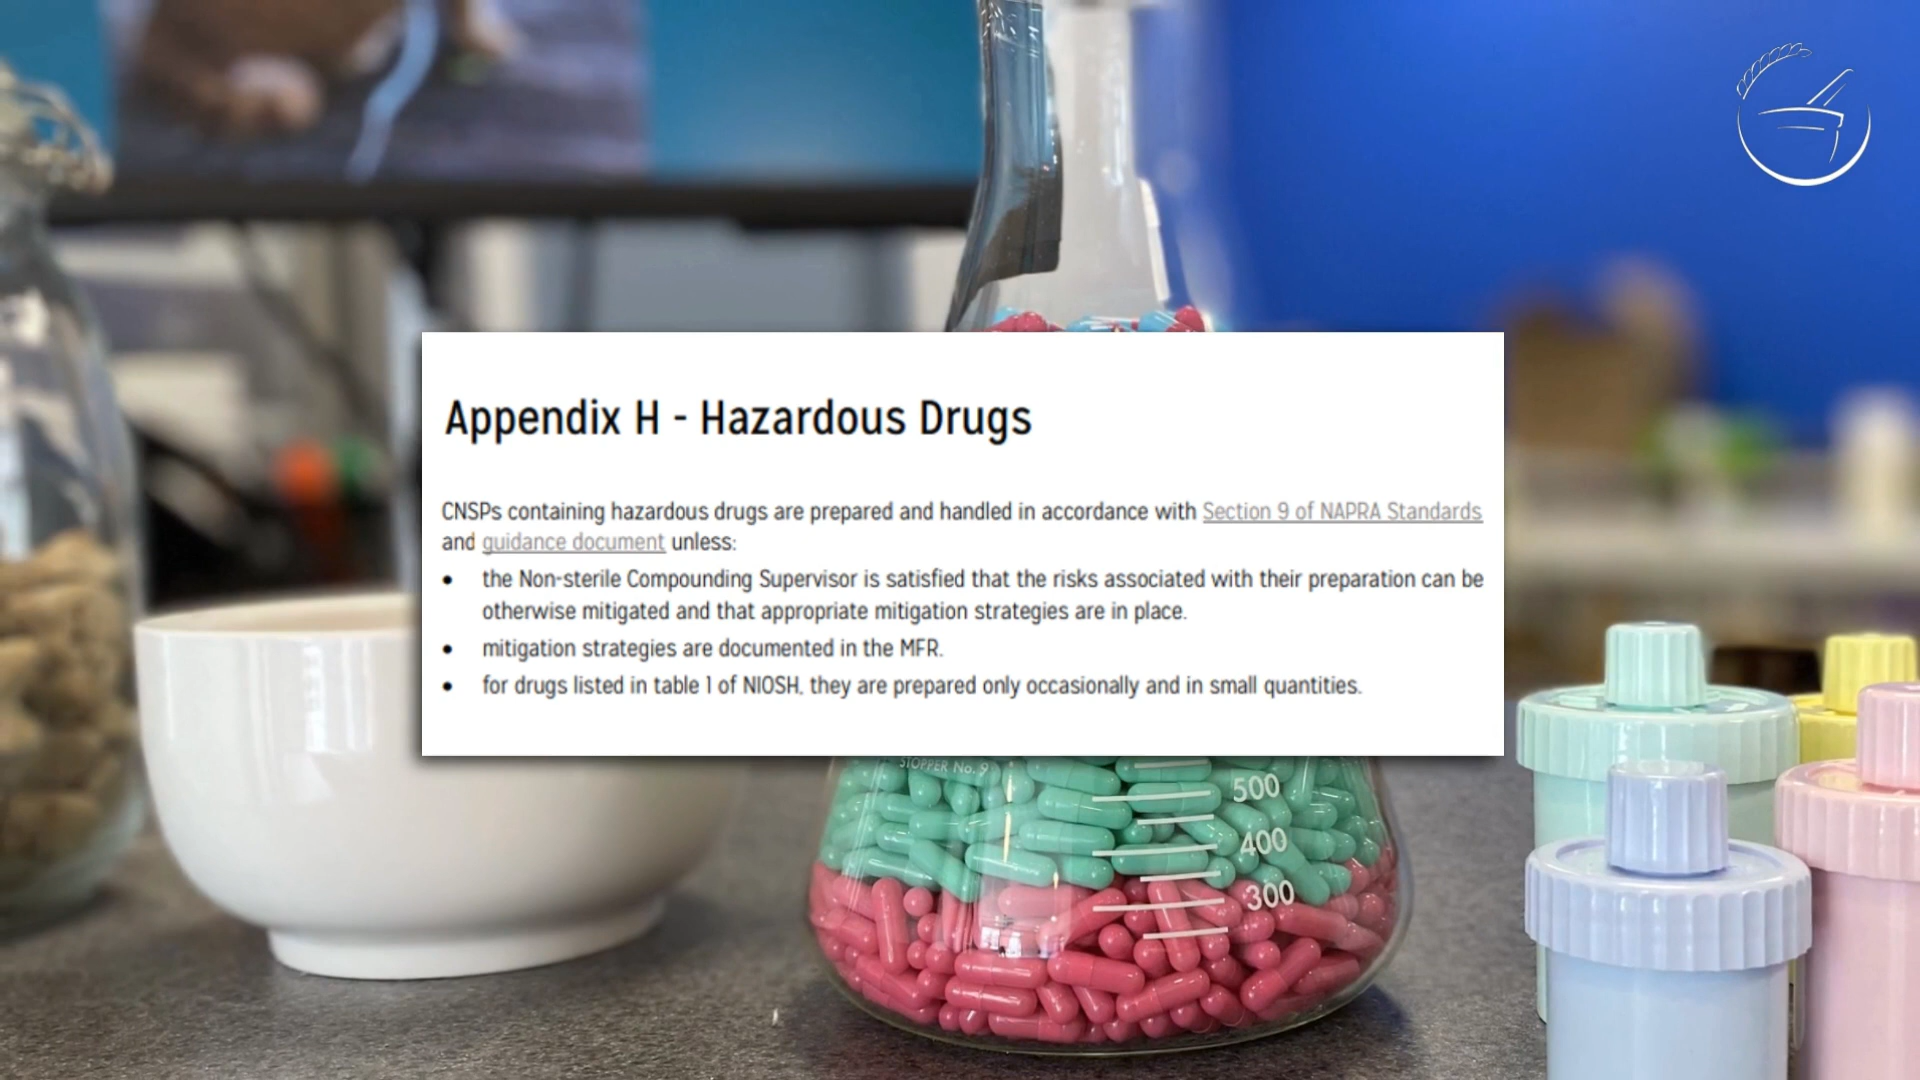 Appendix H - Hazardous Drugs
CNSPs containing hazardous drugs are prepared and handled in accordance with Section 9 of NAPRA Standards
and guidance document unless:
• the Non-sterile Compounding Supervisor is satisfied that the risks associated with their preparation can be
otherwise mitigated and that appropriate mitigation strategies are in place.
• mitigation strategies are documented in the MFR.
• for drugs listed in table 1 of NIOSH, they are prepared only occasionally and in small quantities.
STOPPER No. 9
500
400
300